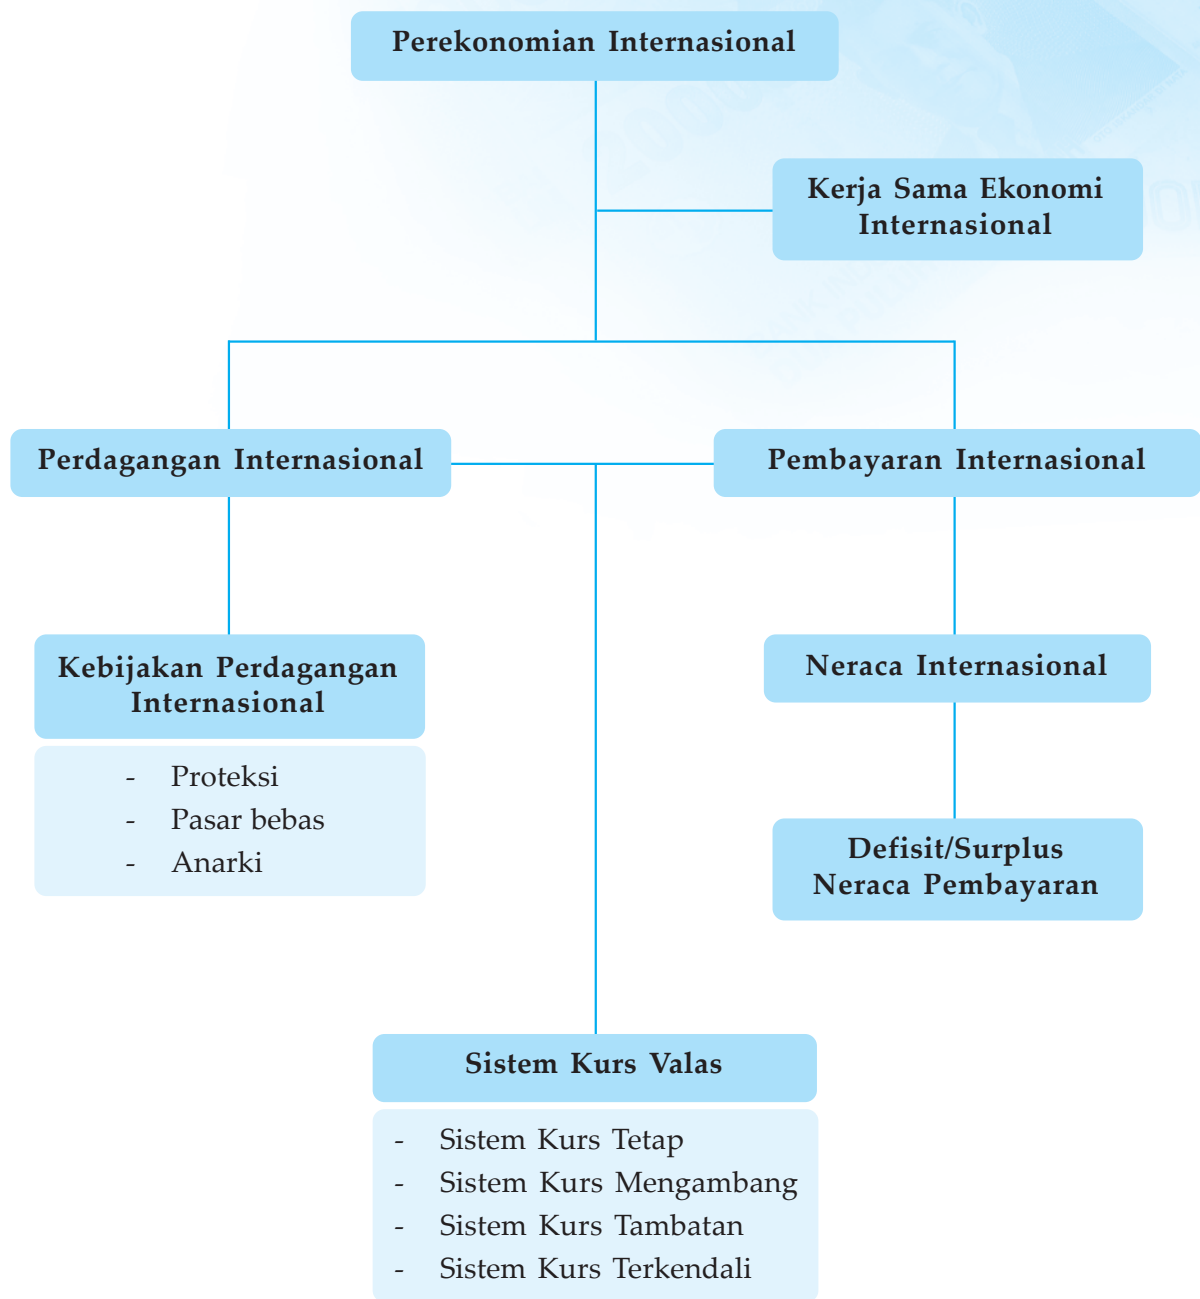 Perekonomian Internasional
Kerja Sama Ekonomi
Internasional
Perdagangan Internasional
Pembayaran Internasional
Kebijakan Perdagangan
Internasional
- Proteksi
- Pasar bebas
- Anarki
Neraca Internasional
Defisit/Surplus
Neraca Pembayaran
Sistem Kurs Valas
- Sistem Kurs Tetap
- Sistem Kurs Mengambang
- Sistem Kurs Tambatan
- Sistem Kurs Terkendali